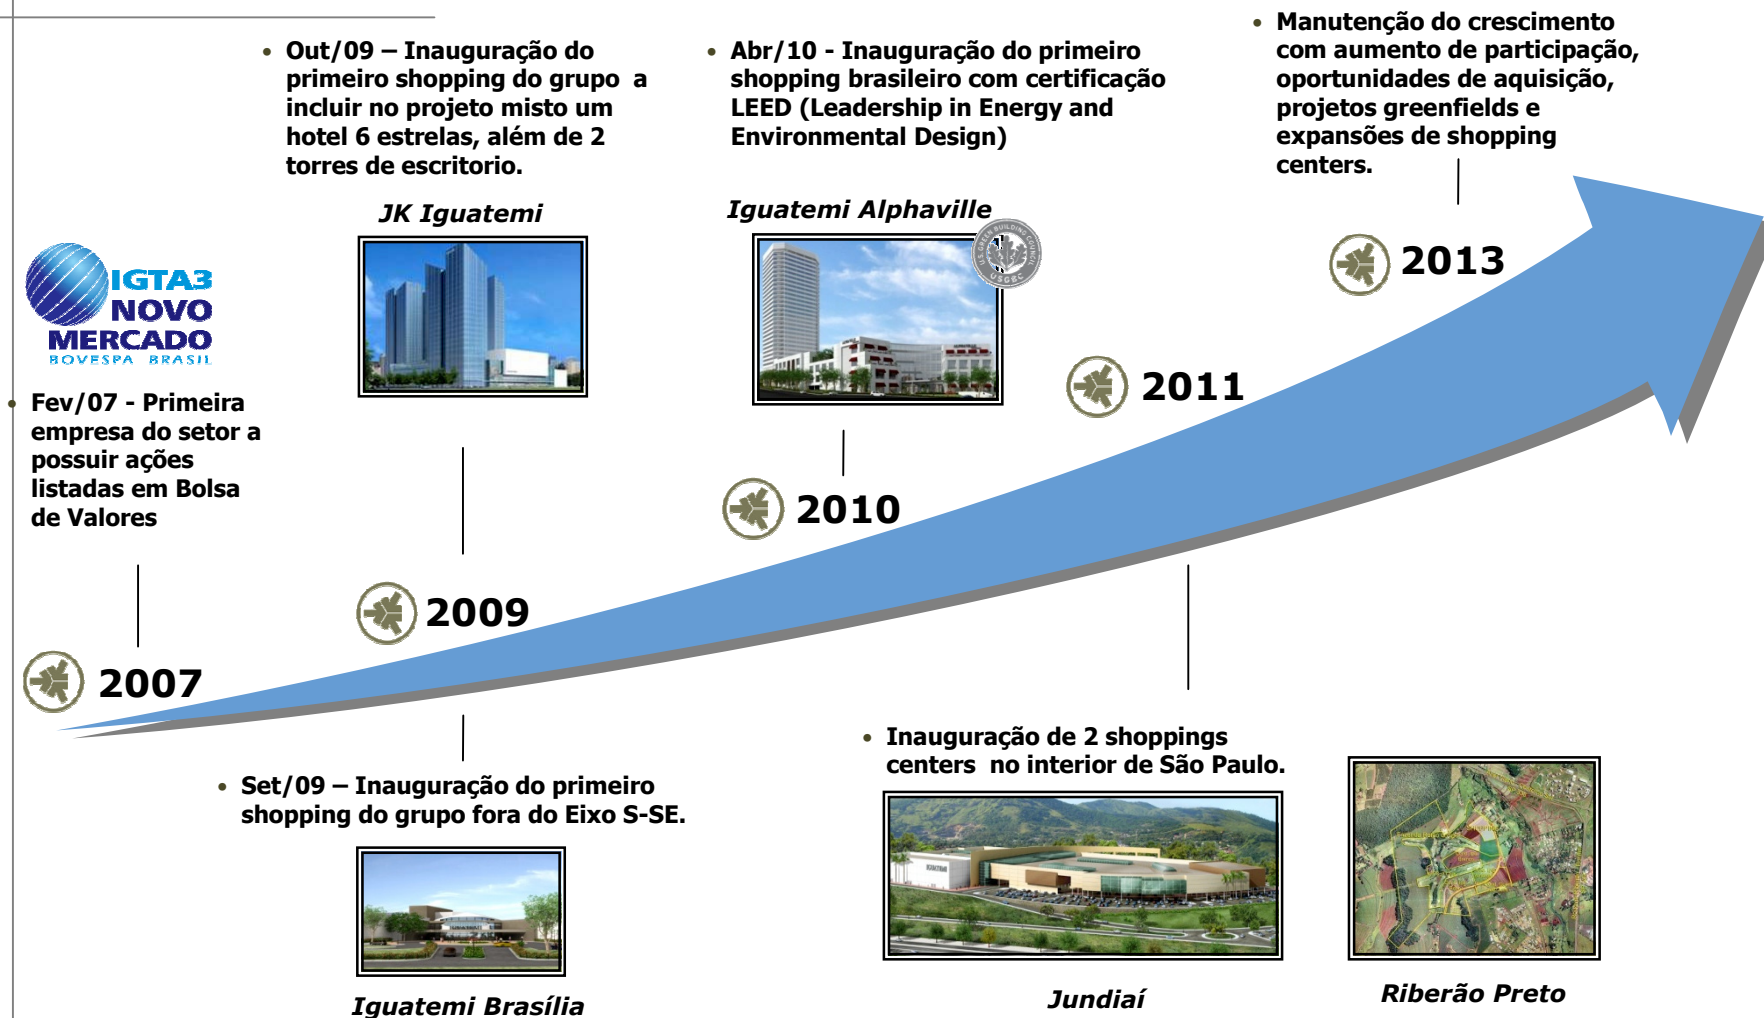 IGTA3
NOVO
MERCADO
BOVESPA BRASIL
• Fev/07 - Primeira
empresa do setor a
possuir ações
listadas em Bolsa
de Valores
2007
• Out/09 – Inauguração do
primeiro shopping do grupo a
incluir no projeto misto um
hotel 6 estrelas, além de 2
torres de escritorio.
JK Iguatemi
2009
• Set/09 – Inauguração do primeiro
shopping do grupo fora do Eixo S-SE.
Iguatemi Brasília
• Abr/10 - Inauguração do primeiro
shopping brasileiro com certificação
LEED (Leadership in Energy and
Environmental Design)
Iguatemi Alphaville
U.S. GREEN BUILDING COUNCIL
USGBC
2010
2011
• Inauguração de 2 shoppings
centers no interior de São Paulo.
Jundiaí
Riberão Preto
• Manutenção do crescimento
com aumento de participação,
oportunidades de aquisição,
projetos greenfields e
expansões de shopping
centers.
2013